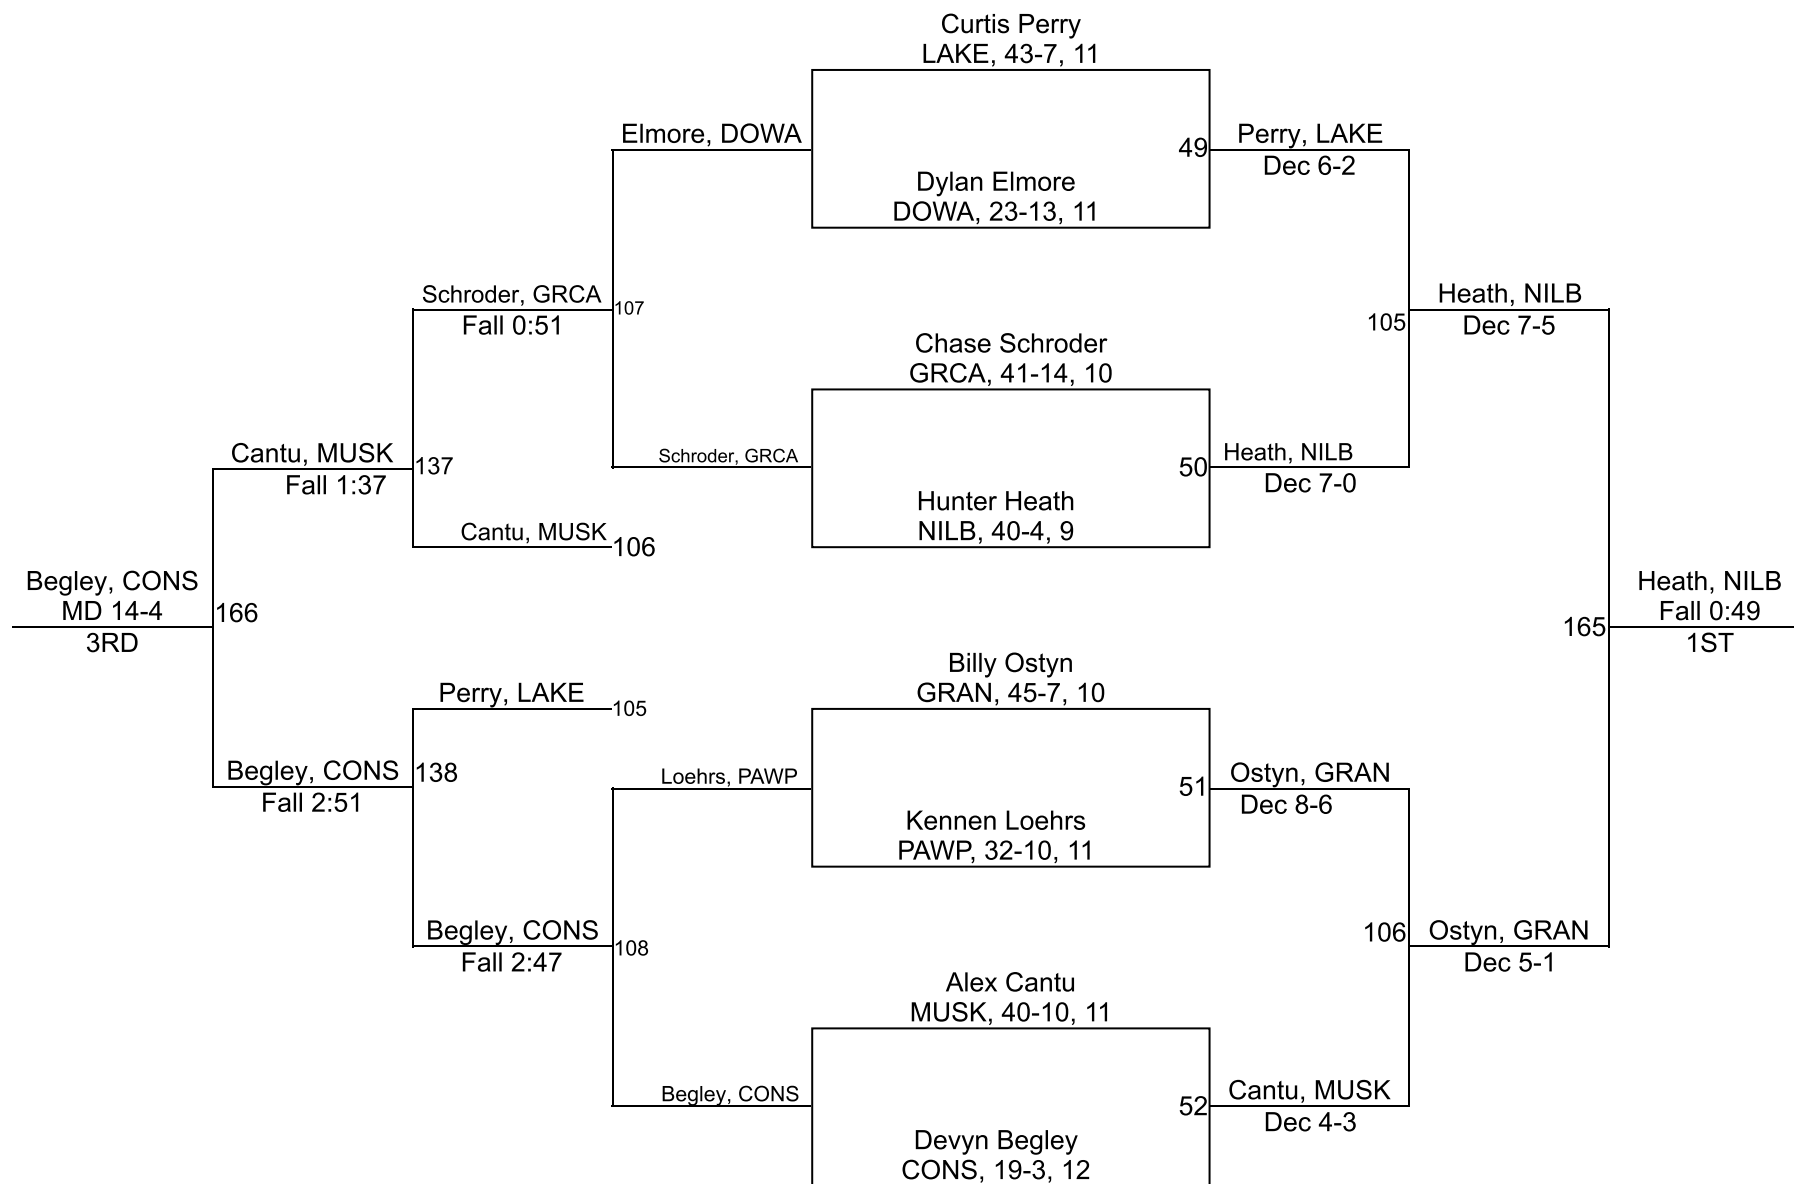 Curtis Perry
LAKE, 43-7, 11
Elmore, DOWA
49
Perry, LAKE
Dec 6-2
Dylan Elmore
DOWA, 23-13, 11
Schroder, GRCA
Fall 0:51
107
105
Heath, NILB
Dec 7-5
Chase Schroder
GRCA, 41-14, 10
Cantu, MUSK
Fall 1:37
137
Schroder, GRCA
50
Heath, NILB
Dec 7-0
Hunter Heath
NILB, 40-4, 9
Cantu, MUSK
106
Begley, CONS
MD 14-4
3RD
166
165
Heath, NILB
Fall 0:49
1ST
Billy Ostyn
GRAN, 45-7, 10
Perry, LAKE
105
Begley, CONS
Fall 2:51
138
Loehrs, PAWP
51
Ostyn, GRAN
Dec 8-6
Kennen Loehrs
PAWP, 32-10, 11
Begley, CONS
Fall 2:47
108
106
Ostyn, GRAN
Dec 5-1
Alex Cantu
MUSK, 40-10, 11
Begley, CONS
52
Cantu, MUSK
Dec 4-3
Devyn Begley
CONS, 19-3, 12